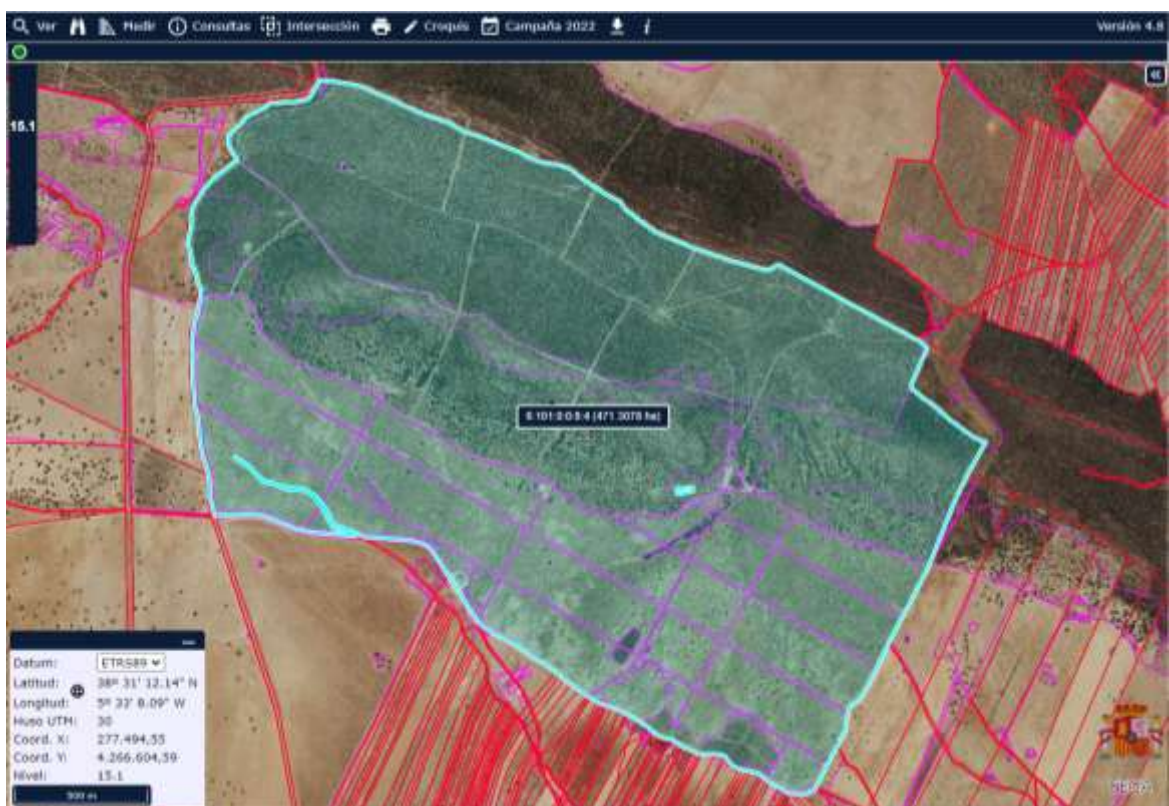 Ver Medir Consultas Intersección Croquis Campaña 2022 i Versión 4.8
15.1
6:101:0:0:5:4 (471.3078 ha)
Datum: ETRS89
Latitud: 38º 31' 12.14" N
Longitud: 5º 33' 8.09" W
Huso UTM: 30
Coord. X: 277.494,55
Coord. Y: 4.266.604,59
Nivel: 15.1
500 m